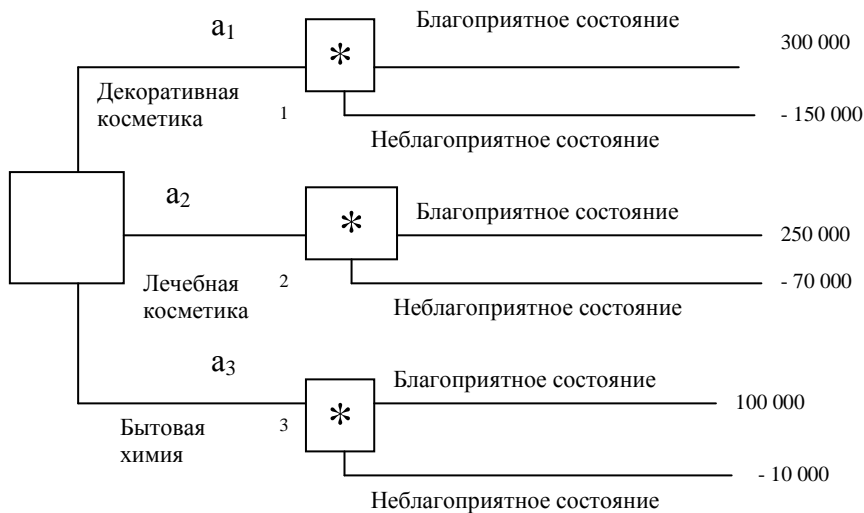 a1
Благоприятное состояние
300 000
*
Декоративная
косметика
1
- 150 000
Неблагоприятное состояние
a2
Благоприятное состояние
*
250 000
Лечебная
косметика
2
- 70 000
Неблагоприятное состояние
a3
Благоприятное состояние
100 000
*
Бытовая
химия
3
- 10 000
Неблагоприятное состояние